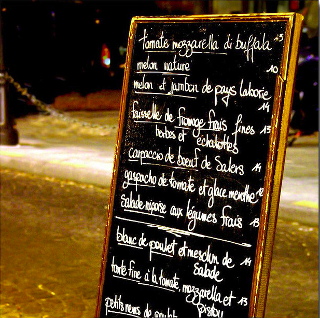 tomate mozzarella di buffala 13
melon nature 10
melon et jambon de pays laborie 14
faisselle de fromage frais fines 13
herbes et échalottes
carpaccio de boeuf de Salers 14
gaspacho de tomate et glace menthe 12
salade niçoise aux légumes frais 13
blanc de poulet et mesclun de 14
salade
tarte fine à la tomate, mozzarella et 13
pistou
petits nems de